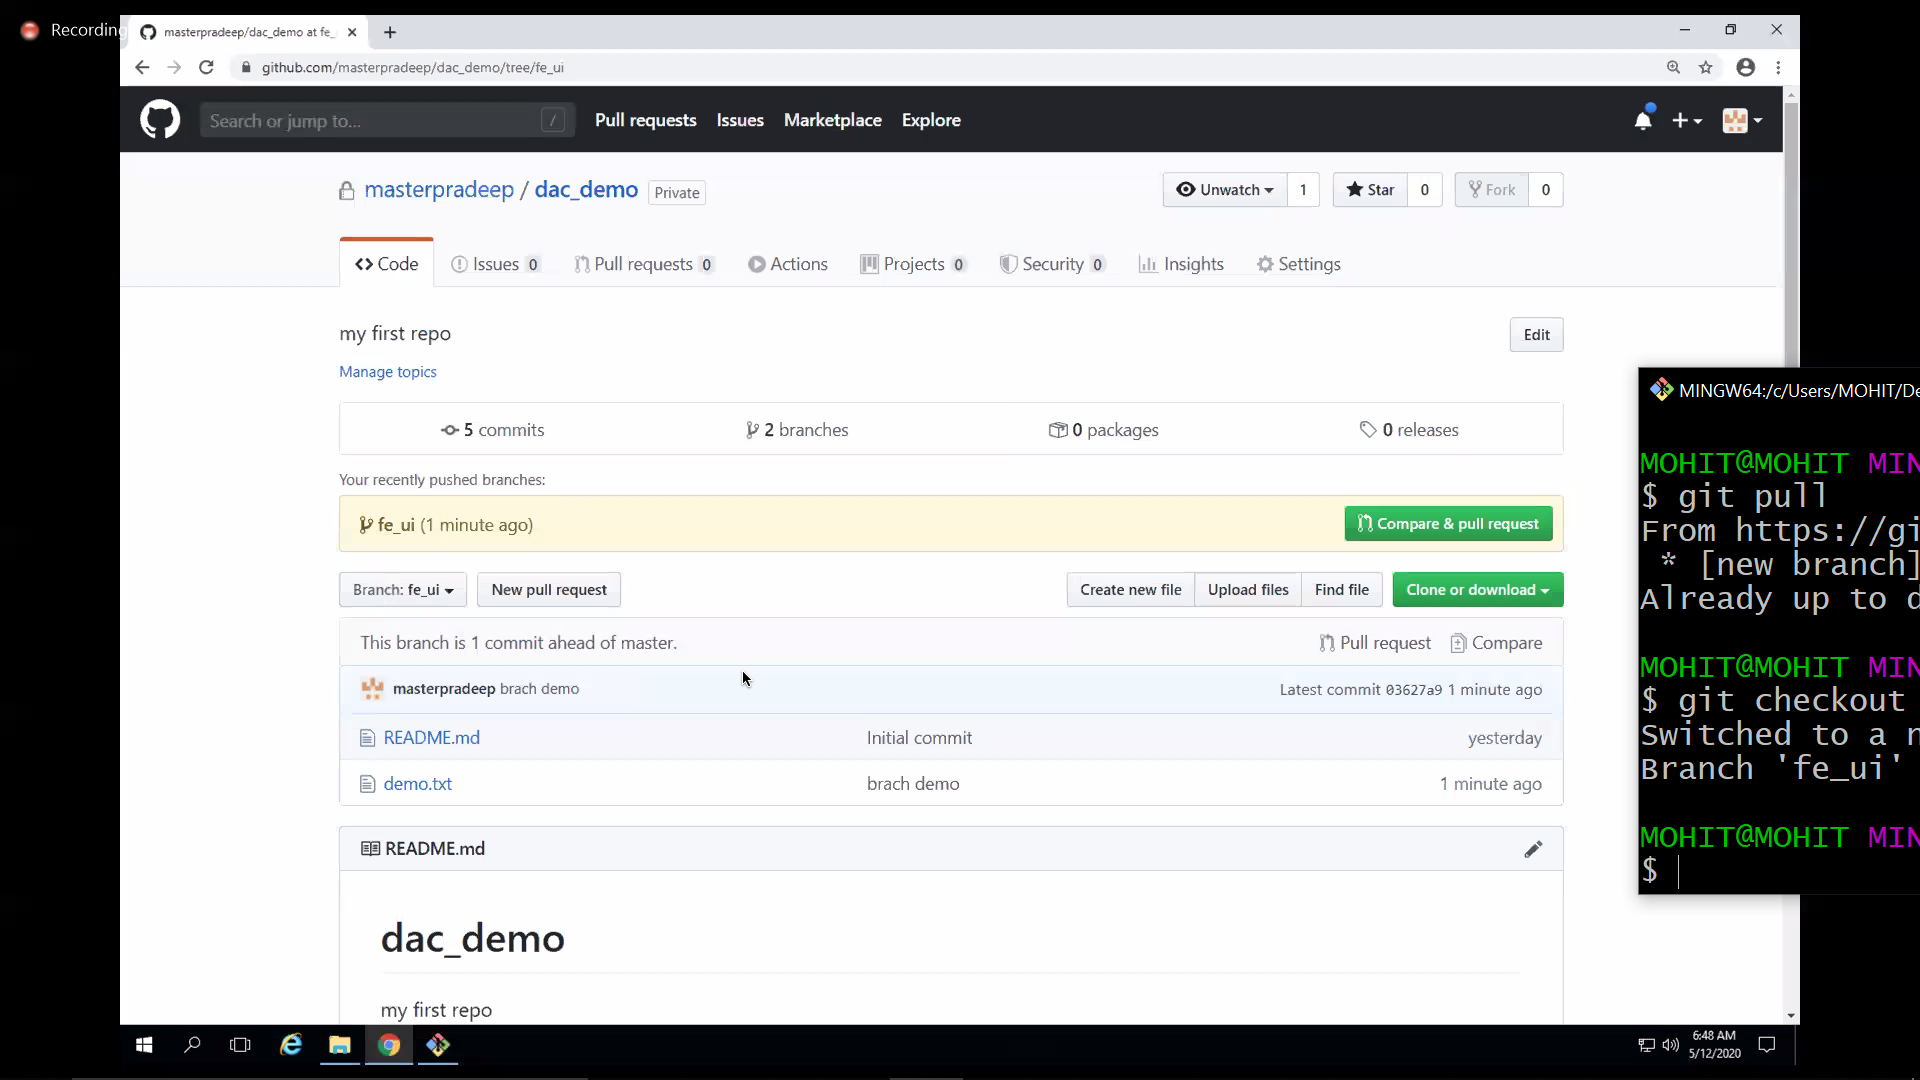 Recording
masterpradeep/dac_demo at fe_
github.com/masterpradeep/dac_demo/tree/fe_ui
Search or jump to... /
Pull requests Issues Marketplace Explore
masterpradeep / dac_demo Private
Unwatch 1 Star 0 Fork 0
Code Issues 0 Pull requests 0 Actions Projects 0 Security 0 Insights Settings
my first repo
Edit
Manage topics
5 commits 2 branches 0 packages 0 releases
Your recently pushed branches:
fe_ui (1 minute ago) Compare & pull request
Branch: fe_ui New pull request Create new file Upload files Find file Clone or download
This branch is 1 commit ahead of master. Pull request Compare
masterpradeep brach demo Latest commit 03627a9 1 minute ago
README.md Initial commit yesterday
demo.txt brach demo 1 minute ago
README.md
dac_demo
my first repo
MINGW64:/c/Users/MOHIT/De
MOHIT@MOHIT MIN
$ git pull
From https://gi
* [new branch]
Already up to d
MOHIT@MOHIT MIN
$ git checkout
Switched to a n
Branch 'fe_ui'
MOHIT@MOHIT MIN
$
6:48 AM
5/12/2020